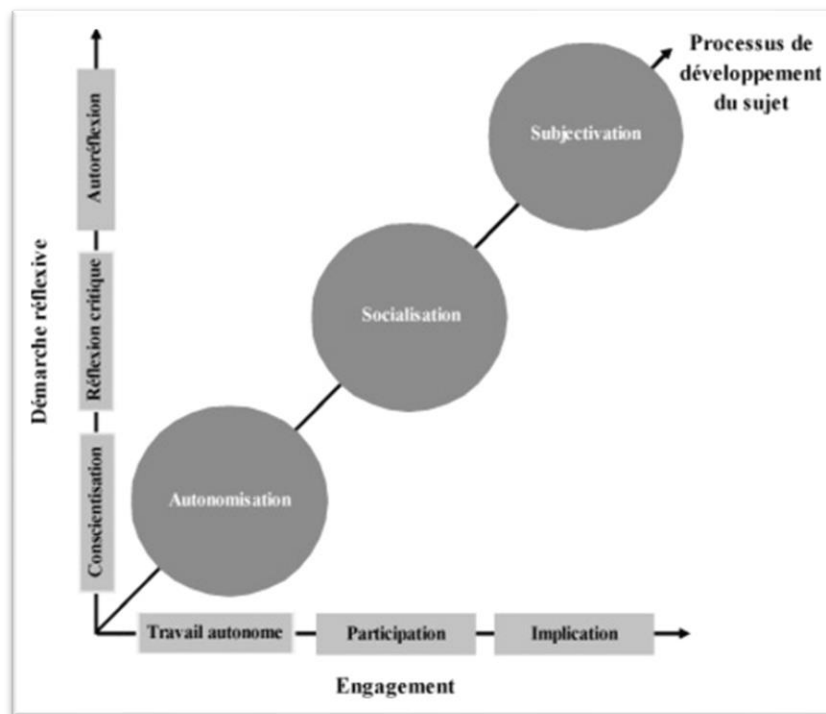 Processus de
développement
du sujet
Subjectivation
Autoréflexion
Socialisation
Réflexion critique
Démarche réflexive
Autonomisation
Conscientisation
Travail autonome
Participation
Implication
Engagement